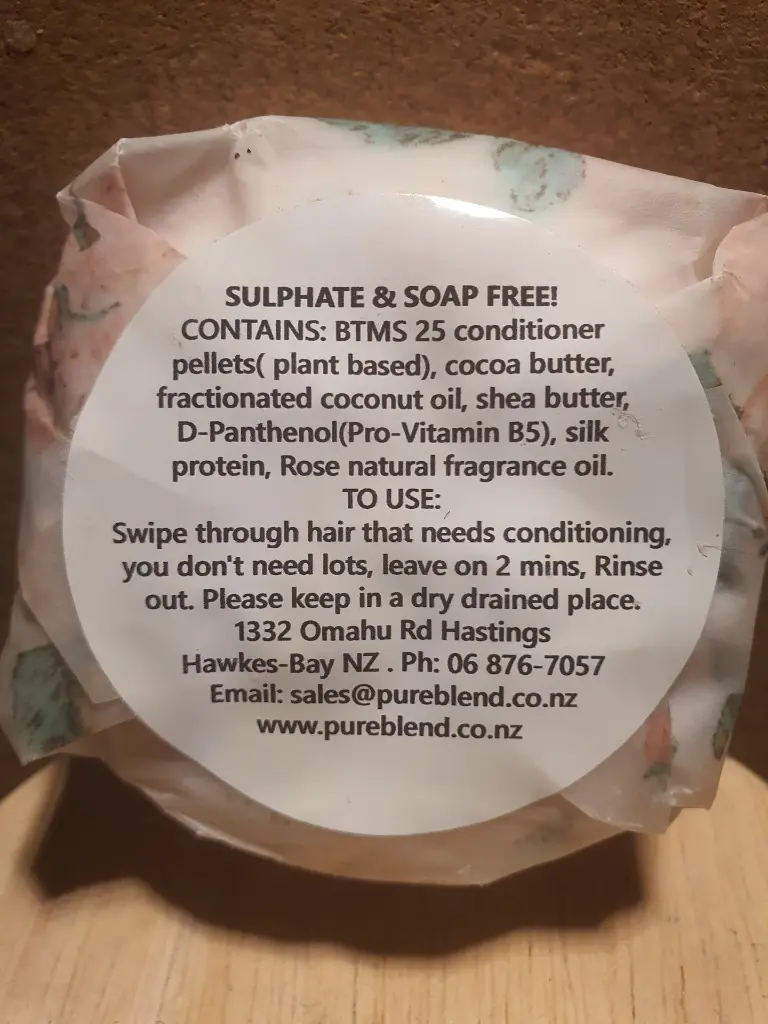 SULPHATE & SOAP FREE!
CONTAINS: BTMS 25 conditioner
pellets( plant based), cocoa butter,
fractionated coconut oil, shea butter,
D-Panthenol(Pro-Vitamin B5), silk
protein, Rose natural fragrance oil.
TO USE:
Swipe through hair that needs conditioning,
you don't need lots, leave on 2 mins, Rinse
out. Please keep in a dry drained place.
1332 Omahu Rd Hastings
Hawkes-Bay NZ . Ph: 06 876-7057
Email: sales@pureblend.co.nz
www.pureblend.co.nz